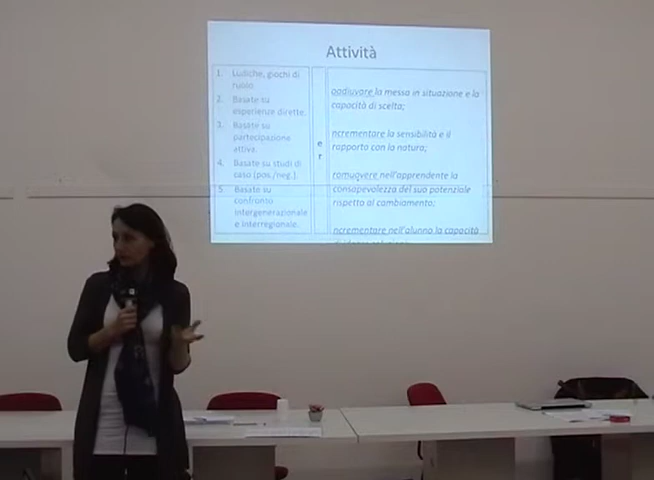 Attività
1. Ludiche, giochi di
ruolo
2. Basate su
esperienze dirette.
3. Basate su
partecipazione
attiva.
4. Basate su studi di
caso (pos./neg.).
5. Basate su
confronto
intergenerazionale
e interregionale.
e
r
oadiuvare la messa in situazione e la
capacità di scelta;
ncrementare la sensibilità e il
rapporto con la natura;
romuovere nell'apprendente la
consapevolezza del suo potenziale
rispetto al cambiamento;
ncrementare nell'alunno la capacità